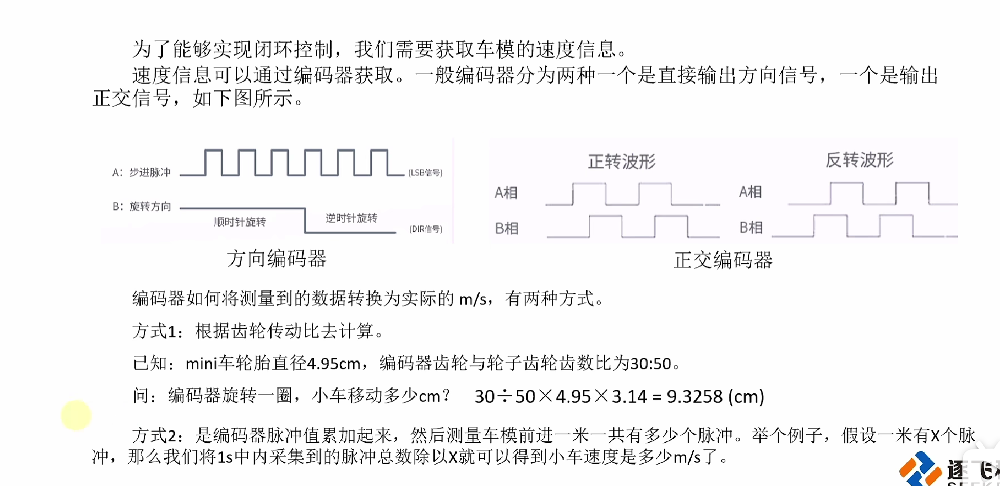 为了能够实现闭环控制，我们需要获取车模的速度信息。
速度信息可以通过编码器获取。一般编码器分为两种一个是直接输出方向信号，一个是输出
正交信号，如下图所示。
A：步进脉冲
(LSB信号)
B：旋转方向
顺时针旋转
逆时针旋转
(DIR信号)
方向编码器
正转波形
反转波形
A相
A相
B相
B相
正交编码器
编码器如何将测量到的数据转换为实际的 m/s，有两种方式。
方式1：根据齿轮传动比去计算。
已知：mini车轮胎直径4.95cm，编码器齿轮与轮子齿轮齿数比为30:50。
问：编码器旋转一圈，小车移动多少cm？ 30÷50×4.95×3.14 = 9.3258 (cm)
方式2：是编码器脉冲值累加起来，然后测量车模前进一米一共有多少个脉冲。举个例子，假设一米有X个脉
冲，那么我们将1s中内采集到的脉冲总数除以X就可以得到小车速度是多少m/s了。
逐飞